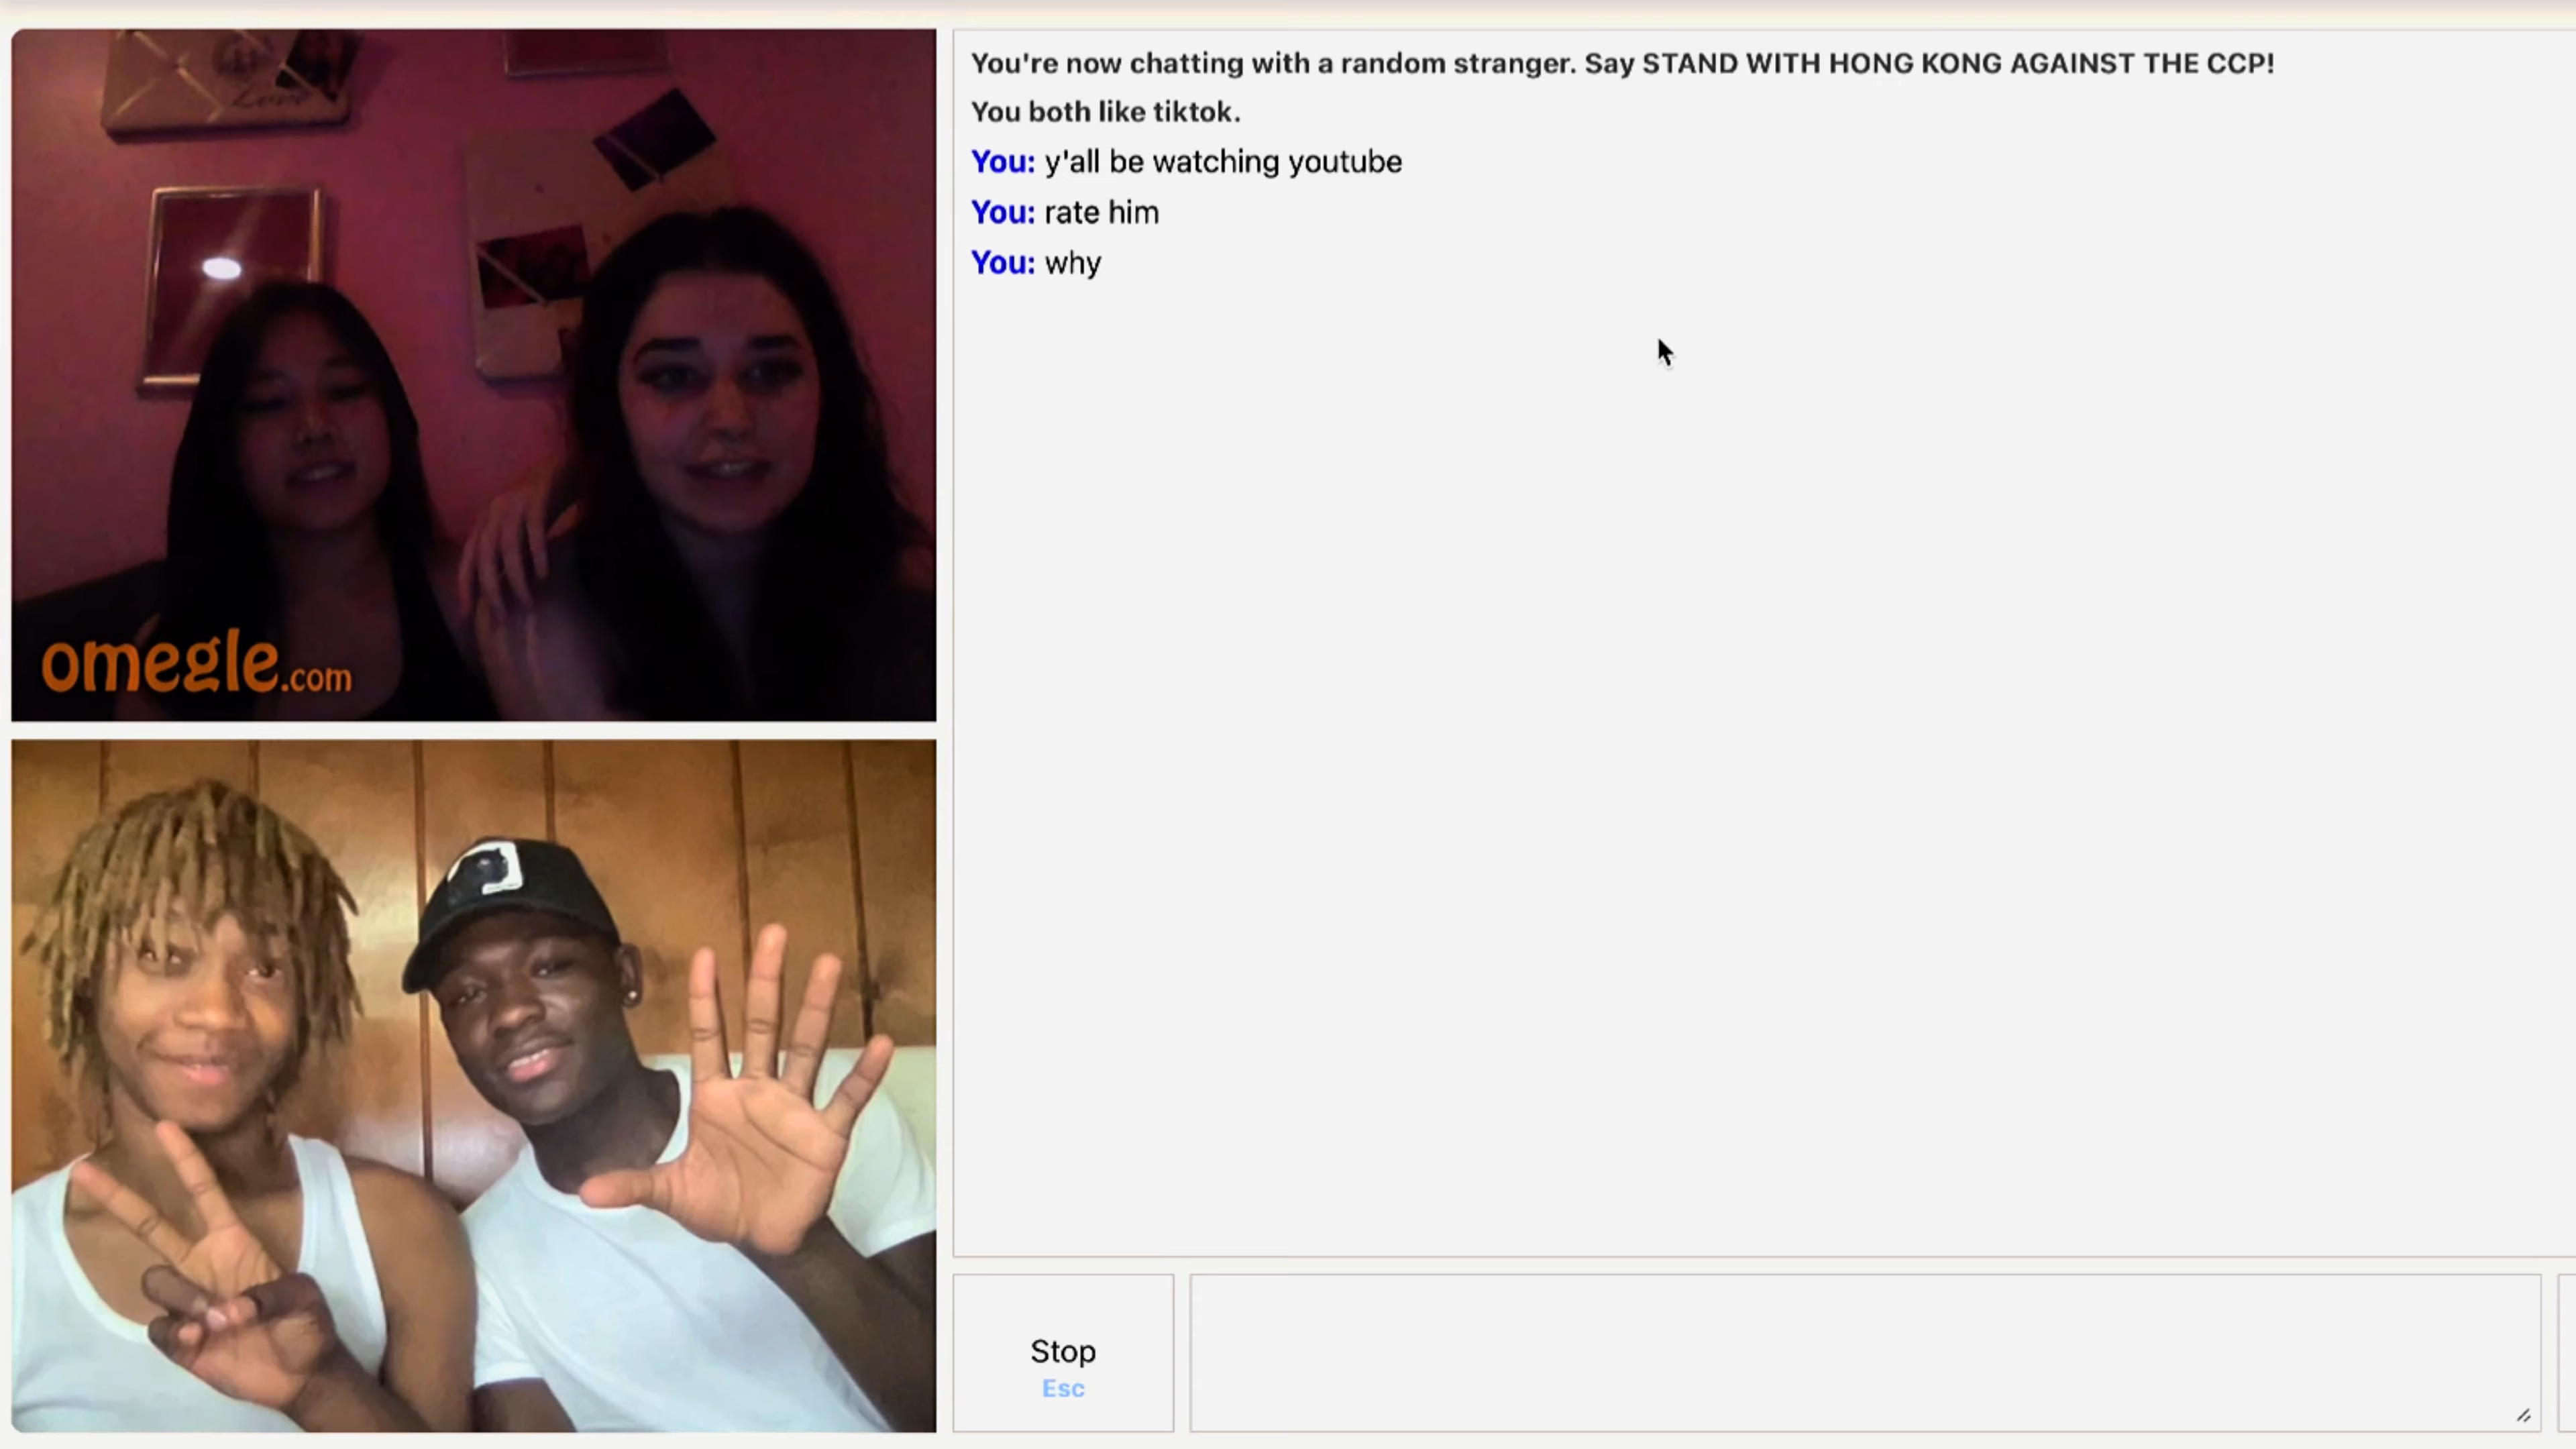 You're now chatting with a random stranger. Say STAND WITH HONG KONG AGAINST THE CCP!
You both like tiktok.
You: y'all be watching youtube
You: rate him
You: why
Love
omegle.com
Stop
Esc